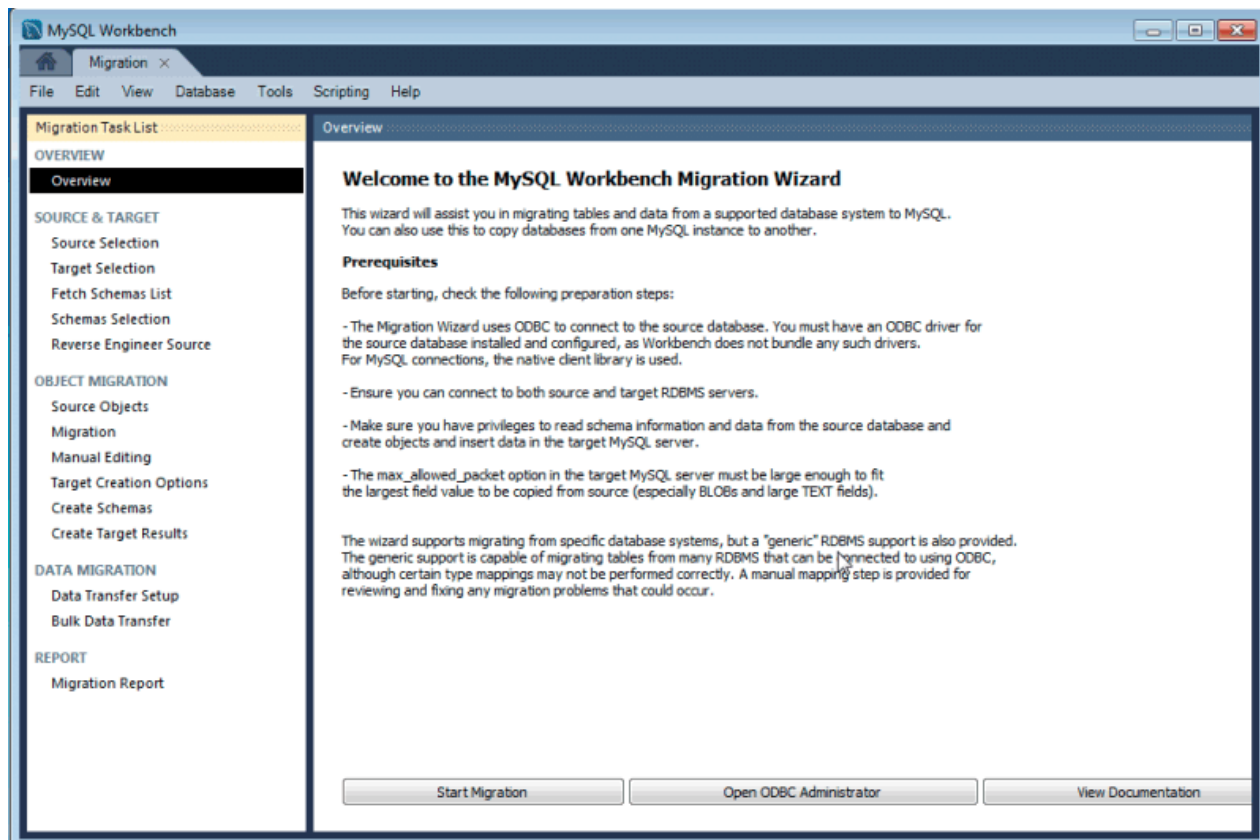 MySQL Workbench
Migration
File Edit View Database Tools Scripting Help
Migration Task List
OVERVIEW
Overview
SOURCE & TARGET
Source Selection
Target Selection
Fetch Schemas List
Schemas Selection
Reverse Engineer Source
OBJECT MIGRATION
Source Objects
Migration
Manual Editing
Target Creation Options
Create Schemas
Create Target Results
DATA MIGRATION
Data Transfer Setup
Bulk Data Transfer
REPORT
Migration Report
Overview
Welcome to the MySQL Workbench Migration Wizard
This wizard will assist you in migrating tables and data from a supported database system to MySQL.
You can also use this to copy databases from one MySQL instance to another.
Prerequisites
Before starting, check the following preparation steps:
- The Migration Wizard uses ODBC to connect to the source database. You must have an ODBC driver for
the source database installed and configured, as Workbench does not bundle any such drivers.
For MySQL connections, the native client library is used.
- Ensure you can connect to both source and target RDBMS servers.
- Make sure you have privileges to read schema information and data from the source database and
create objects and insert data in the target MySQL server.
- The max_allowed_packet option in the target MySQL server must be large enough to fit
the largest field value to be copied from source (especially BLOBs and large TEXT fields).
The wizard supports migrating from specific database systems, but a "generic" RDBMS support is also provided.
The generic support is capable of migrating tables from many RDBMS that can be connected to using ODBC,
although certain type mappings may not be performed correctly. A manual mapping step is provided for
reviewing and fixing any migration problems that could occur.
Start Migration
Open ODBC Administrator
View Documentation